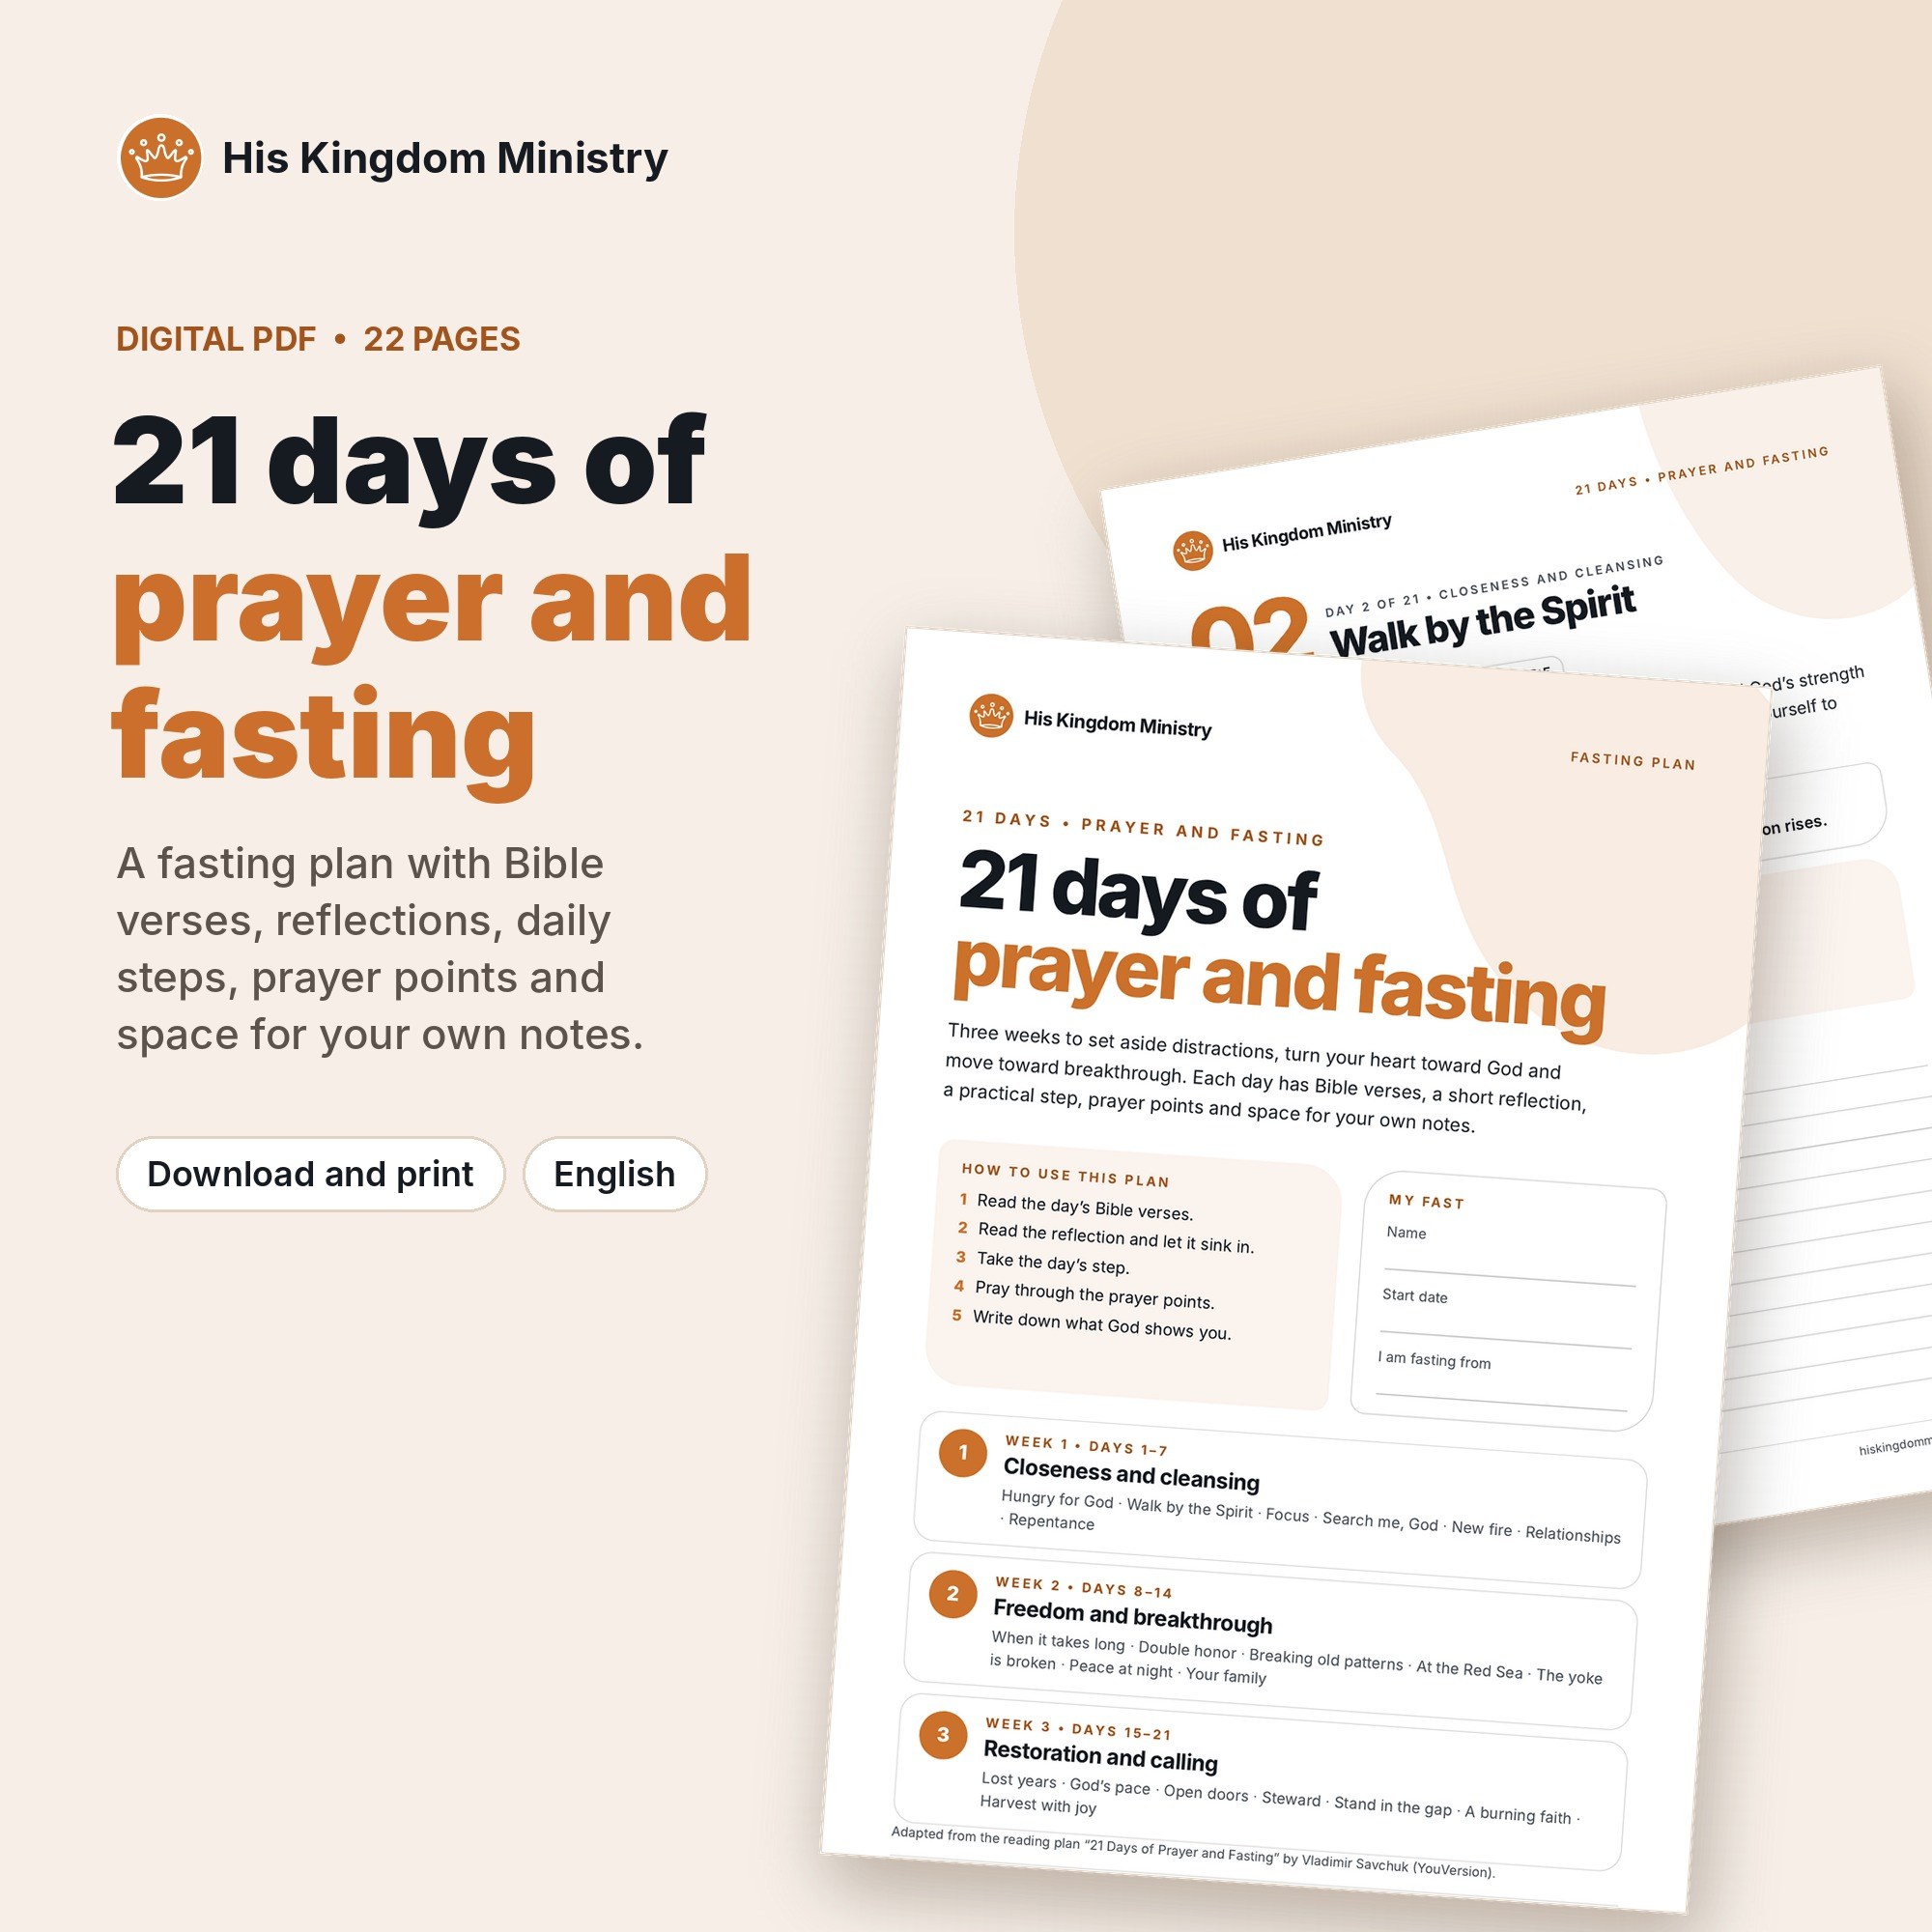 His Kingdom Ministry
DIGITAL PDF • 22 PAGES
21 days of
prayer and
fasting
A fasting plan with Bible
verses, reflections, daily
steps, prayer points and
space for your own notes.
Download and print
English
21 DAYS • PRAYER AND FASTING
His Kingdom Ministry
DAY 2 OF 21 • CLOSENESS AND CLEANSING
02
Walk by the Spirit
God's strength
urself to
on rises.
His Kingdom Ministry
FASTING PLAN
21 DAYS • PRAYER AND FASTING
21 days of
prayer and fasting
Three weeks to set aside distractions, turn your heart toward God and
move toward breakthrough. Each day has Bible verses, a short reflection,
a practical step, prayer points and space for your own notes.
HOW TO USE THIS PLAN
1 Read the day's Bible verses.
2 Read the reflection and let it sink in.
3 Take the day's step.
4 Pray through the prayer points.
5 Write down what God shows you.
MY FAST
Name
Start date
I am fasting from
1
WEEK 1 • DAYS 1–7
Closeness and cleansing
Hungry for God · Walk by the Spirit · Focus · Search me, God · New fire · Relationships
· Repentance
2
WEEK 2 • DAYS 8–14
Freedom and breakthrough
When it takes long · Double honor · Breaking old patterns · At the Red Sea · The yoke
is broken · Peace at night · Your family
3
WEEK 3 • DAYS 15–21
Restoration and calling
Lost years · God's pace · Open doors · Steward · Stand in the gap · A burning faith ·
Harvest with joy
Adapted from the reading plan “21 Days of Prayer and Fasting” by Vladimir Savchuk (YouVersion).
hiskingdomm